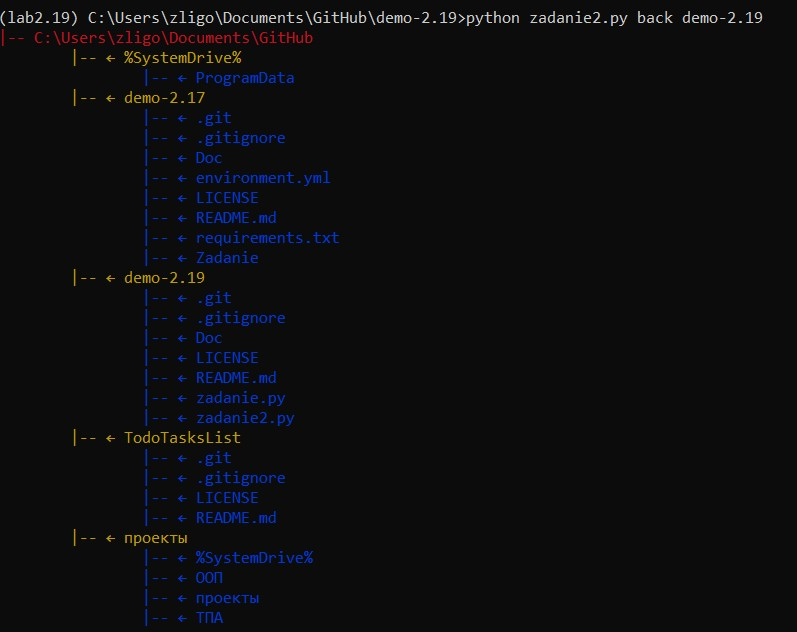 (lab2.19) C:\Users\zligo\Documents\GitHub\demo-2.19>python zadanie2.py back demo-2.19
|-- C:\Users\zligo\Documents\GitHub
|-- ← %SystemDrive%
|-- ← ProgramData
|-- ← demo-2.17
|-- ← .git
|-- ← .gitignore
|-- ← Doc
|-- ← environment.yml
|-- ← LICENSE
|-- ← README.md
|-- ← requirements.txt
|-- ← Zadanie
|-- ← demo-2.19
|-- ← .git
|-- ← .gitignore
|-- ← Doc
|-- ← LICENSE
|-- ← README.md
|-- ← zadanie.py
|-- ← zadanie2.py
|-- ← TodoTasksList
|-- ← .git
|-- ← .gitignore
|-- ← LICENSE
|-- ← README.md
|-- ← проекты
|-- ← %SystemDrive%
|-- ← ООП
|-- ← проекты
|-- ← ТПА